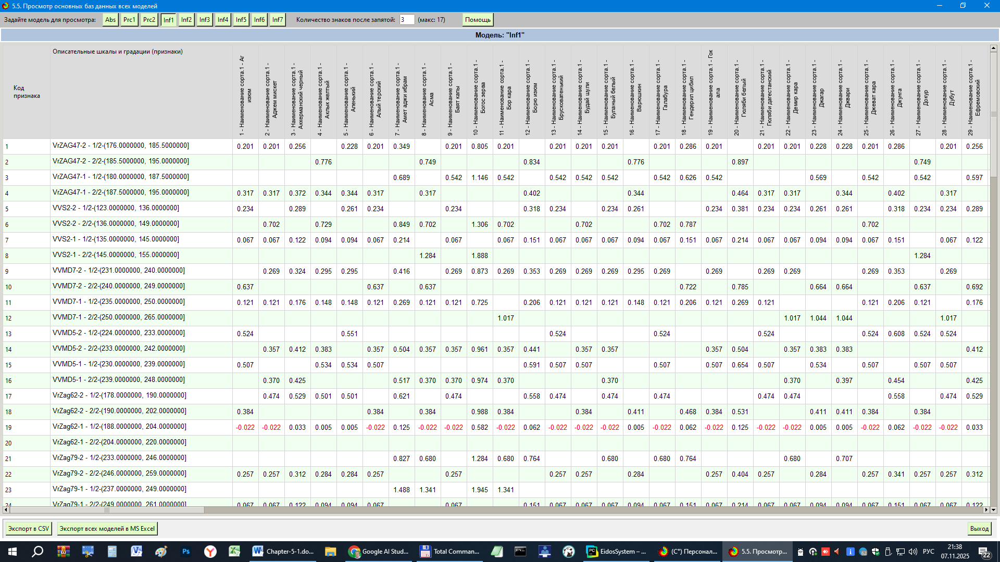 5.5. Просмотр основных баз данных всех моделей
Задайте модель для просмотра: Abs Prc1 Prc2 Inf1 Inf2 Inf3 Inf4 Inf5 Inf6 Inf7 Количество знаков после запятой: 3 (макс: 17) Помощь
Модель: "Inf1"
Код признака
Описательные шкалы и градации (признаки)
1 - Наименование сорта.1 - Аг изюм
2 - Наименование сорта.1 - Аджем мискет
3 - Наименование сорта.1 - Аккерманский черный
4 - Наименование сорта.1 - Аклык желтый
5 - Наименование сорта.1 - Аленький
6 - Наименование сорта.1 - Алый терский
7 - Наименование сорта.1 - Амет аджи ибрам
8 - Наименование сорта.1 - Асма
9 - Наименование сорта.1 - Баят капы
10 - Наименование сорта.1 - Богос зерва
11 - Наименование сорта.1 - Бор кара
12 - Наименование сорта.1 - Борю изюм
13 - Наименование сорта.1 - Брусковатенький
14 - Наименование сорта.1 - Будай шули
15 - Наименование сорта.1 - Буланый белый
16 - Наименование сорта.1 - Варюшкин
17 - Наименование сорта.1 - Галабура
18 - Наименование сорта.1 - Гендерил цибил
19 - Наименование сорта.1 - Гок ала
20 - Наименование сорта.1 - Гюляби белый
21 - Наименование сорта.1 - Гюляби дагестанский
22 - Наименование сорта.1 - Демир кара
23 - Наименование сорта.1 - Джагар
24 - Наименование сорта.1 - Джвари
25 - Наименование сорта.1 - Джеват кара
26 - Наименование сорта.1 - Джунга
27 - Наименование сорта.1 - Докур
28 - Наименование сорта.1 - Дубут
29 - Наименование сорта.1 - Ефремовский
1 VrZAG47-2 - 1/2-(176.0000000, 185.5000000] 0.201 0.201 0.256 0.228 0.201 0.349 0.201 0.805 0.201 0.201 0.201 0.201 0.201 0.286 0.201 0.201 0.201 0.228 0.228 0.201 0.286 0.201 0.256
2 VrZAG47-2 - 2/2-(185.5000000, 195.0000000] 0.776 0.749 0.834 0.776 0.897 0.749
3 VrZAG47-1 - 1/2-(180.0000000, 187.5000000] 0.689 0.542 1.146 0.542 0.542 0.542 0.542 0.542 0.626 0.542 0.569 0.542 0.542 0.597
4 VrZAG47-1 - 2/2-(187.5000000, 195.0000000] 0.317 0.317 0.372 0.344 0.344 0.317 0.317 0.402 0.344 0.464 0.317 0.317 0.344 0.402 0.317
5 VVS2-2 - 1/2-(123.0000000, 136.0000000] 0.234 0.289 0.261 0.234 0.234 0.318 0.234 0.234 0.261 0.234 0.381 0.234 0.234 0.261 0.261 0.318 0.234 0.234 0.289
6 VVS2-2 - 2/2-(136.0000000, 149.0000000] 0.702 0.729 0.849 0.702 1.306 0.702 0.702 0.702 0.787 0.702
7 VVS2-1 - 1/2-(135.0000000, 145.0000000] 0.067 0.067 0.122 0.094 0.094 0.067 0.214 0.067 0.067 0.151 0.067 0.067 0.067 0.094 0.067 0.151 0.067 0.214 0.067 0.067 0.094 0.094 0.067 0.151 0.067 0.122
8 VVS2-1 - 2/2-(145.0000000, 155.0000000] 1.284 1.888 1.284
9 VVMD7-2 - 1/2-(231.0000000, 240.0000000] 0.269 0.324 0.295 0.295 0.416 0.269 0.873 0.269 0.353 0.269 0.269 0.269 0.295 0.269 0.269 0.269 0.269 0.269 0.353 0.269
10 VVMD7-2 - 2/2-(240.0000000, 249.0000000] 0.637 0.637 0.637 0.722 0.785 0.664 0.664 0.637 0.692
11 VVMD7-1 - 1/2-(235.0000000, 250.0000000] 0.121 0.121 0.176 0.148 0.148 0.121 0.269 0.121 0.121 0.725 0.206 0.121 0.121 0.121 0.148 0.121 0.206 0.121 0.269 0.121 0.121 0.206 0.121 0.176
12 VVMD7-1 - 2/2-(250.0000000, 265.0000000] 1.017 1.017 1.044 1.044 1.017
13 VVMD5-2 - 1/2-(224.0000000, 233.0000000] 0.524 0.551 0.524 0.524 0.524 0.524 0.608 0.524 0.524
14 VVMD5-2 - 2/2-(233.0000000, 242.0000000] 0.357 0.412 0.383 0.357 0.504 0.357 0.357 0.961 0.357 0.441 0.357 0.357 0.357 0.504 0.357 0.383 0.383 0.412
15 VVMD5-1 - 1/2-(230.0000000, 239.0000000] 0.507 0.534 0.534 0.507 0.591 0.507 0.507 0.507 0.507 0.654 0.507 0.534 0.507 0.507 0.507
16 VVMD5-1 - 2/2-(239.0000000, 248.0000000] 0.370 0.425 0.517 0.370 0.370 0.974 0.370 0.370 0.370 0.397 0.454 0.425
17 VrZag62-2 - 1/2-(178.0000000, 190.0000000] 0.474 0.529 0.501 0.501 0.621 0.474 0.558 0.474 0.474 0.474 0.474 0.474 0.558 0.474 0.529
18 VrZag62-2 - 2/2-(190.0000000, 202.0000000] 0.384 0.384 0.384 0.988 0.384 0.384 0.411 0.468 0.384 0.531 0.411 0.411 0.384 0.384
19 VrZag62-1 - 1/2-(188.0000000, 204.0000000] -0.022 -0.022 0.033 0.005 0.005 -0.022 0.125 -0.022 -0.022 0.582 -0.022 0.062 -0.022 -0.022 -0.022 0.005 -0.022 0.062 -0.022 0.125 -0.022 -0.022 0.005 0.005 -0.022 0.062 -0.022 -0.022 0.033
20 VrZag62-1 - 2/2-(204.0000000, 220.0000000]
21 VrZag79-2 - 1/2-(233.0000000, 246.0000000] 0.827 0.680 1.284 0.680 0.764 0.680 0.680 0.764 0.680 0.707
22 VrZag79-2 - 2/2-(246.0000000, 259.0000000] 0.257 0.257 0.312 0.284 0.284 0.257 0.257 0.257 0.257 0.284 0.257 0.404 0.257 0.284 0.257 0.341 0.257 0.257 0.312
23 VrZag79-1 - 1/2-(237.0000000, 249.0000000] 1.488 1.341 1.945 1.341
24 VrZag79-1 - 2/2-(249.0000000, 261.0000000] 0.067 0.067 0.122 0.094 0.094 0.067 0.067 0.151 0.067 0.067 0.067 0.094 0.067 0.151 0.067 0.214 0.067 0.067 0.094 0.094 0.067 0.151 0.067 0.067 0.122
Экспорт в CSV Экспорт всех моделей в MS Excel Выход
Chapter-5-1.do... Google AI Stud... Total Comman... EidosSystem – ... (C°) Персонал... 5.5. Просмотр... РУС 21:38
07.11.2025 22